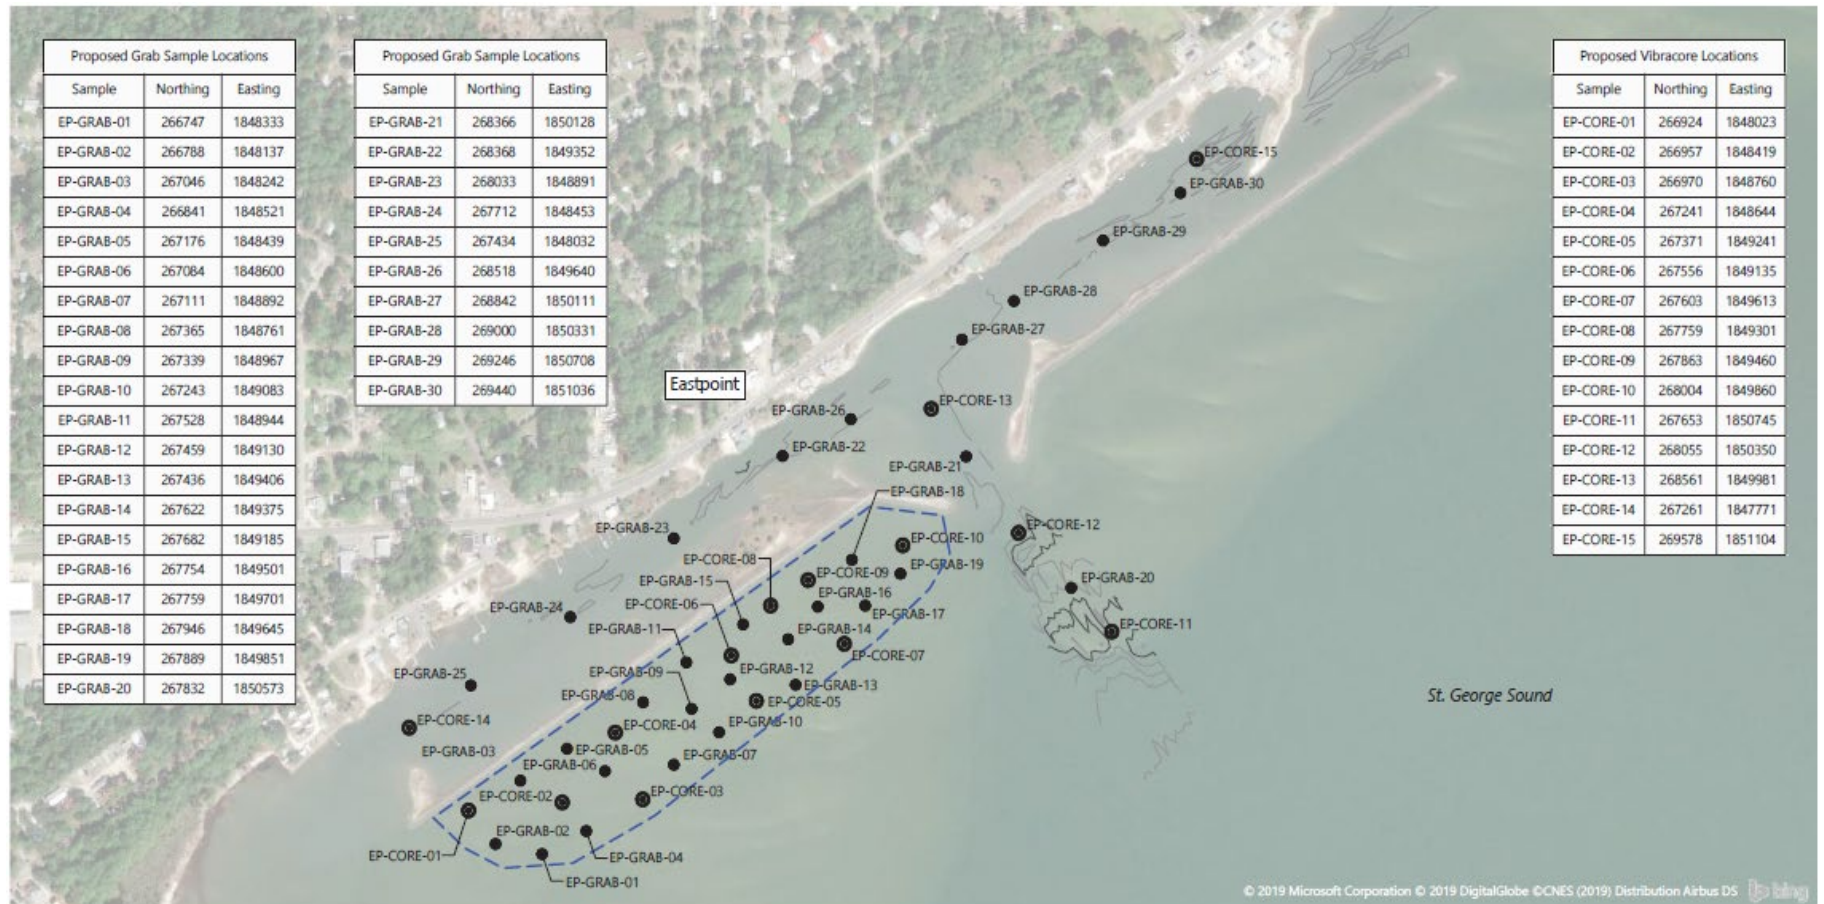 Proposed Grab Sample Locations
Sample Northing Easting
EP-GRAB-01 266747 1848333
EP-GRAB-02 266788 1848137
EP-GRAB-03 267046 1848242
EP-GRAB-04 266841 1848521
EP-GRAB-05 267176 1848439
EP-GRAB-06 267084 1848600
EP-GRAB-07 267111 1848892
EP-GRAB-08 267365 1848761
EP-GRAB-09 267339 1848967
EP-GRAB-10 267243 1849083
EP-GRAB-11 267528 1848944
EP-GRAB-12 267459 1849130
EP-GRAB-13 267436 1849406
EP-GRAB-14 267622 1849375
EP-GRAB-15 267682 1849185
EP-GRAB-16 267754 1849501
EP-GRAB-17 267759 1849701
EP-GRAB-18 267946 1849645
EP-GRAB-19 267889 1849851
EP-GRAB-20 267832 1850573
Proposed Grab Sample Locations
Sample Northing Easting
EP-GRAB-21 268366 1850128
EP-GRAB-22 268368 1849352
EP-GRAB-23 268033 1848891
EP-GRAB-24 267712 1848453
EP-GRAB-25 267434 1848032
EP-GRAB-26 268518 1849640
EP-GRAB-27 268842 1850111
EP-GRAB-28 269000 1850331
EP-GRAB-29 269246 1850708
EP-GRAB-30 269440 1851036
Proposed Vibracore Locations
Sample Northing Easting
EP-CORE-01 266924 1848023
EP-CORE-02 266957 1848419
EP-CORE-03 266970 1848760
EP-CORE-04 267241 1848644
EP-CORE-05 267371 1849241
EP-CORE-06 267556 1849135
EP-CORE-07 267603 1849613
EP-CORE-08 267759 1849301
EP-CORE-09 267863 1849460
EP-CORE-10 268004 1849860
EP-CORE-11 267653 1850745
EP-CORE-12 268055 1850350
EP-CORE-13 268561 1849981
EP-CORE-14 267261 1847771
EP-CORE-15 269578 1851104
EP-CORE-15
EP-GRAB-30
EP-GRAB-29
EP-GRAB-28
EP-GRAB-27
Eastpoint
EP-CORE-13
EP-GRAB-26
EP-GRAB-22
EP-GRAB-21
EP-GRAB-18
EP-GRAB-23
EP-CORE-12
EP-CORE-10
EP-CORE-08
EP-GRAB-19
EP-CORE-09
EP-GRAB-15
EP-GRAB-20
EP-GRAB-16
EP-CORE-06
EP-GRAB-24
EP-GRAB-17
EP-CORE-11
EP-GRAB-11
EP-GRAB-14
EP-CORE-07
EP-GRAB-12
EP-GRAB-09
EP-GRAB-25
EP-GRAB-13
EP-GRAB-08
EP-CORE-05
St. George Sound
EP-CORE-14
EP-CORE-04
EP-GRAB-10
EP-GRAB-03
EP-GRAB-05
EP-GRAB-07
EP-GRAB-06
EP-CORE-03
EP-CORE-02
EP-GRAB-02
EP-CORE-01
EP-GRAB-04
EP-GRAB-01
© 2019 Microsoft Corporation © 2019 DigitalGlobe ©CNES (2019) Distribution Airbus DS
bing